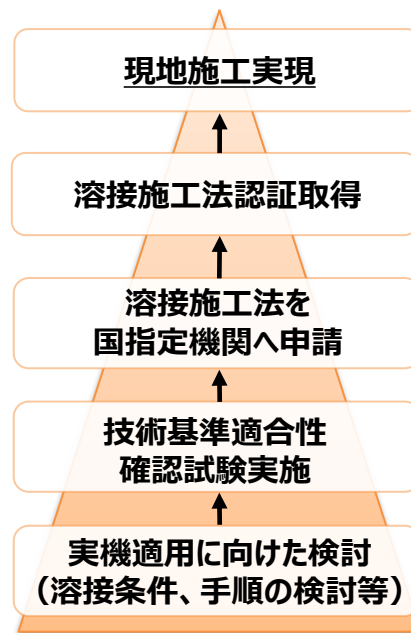 現地施工実現
溶接施工法認証取得
溶接施工法を
国指定機関へ申請
技術基準適合性
確認試験実施
実機適用に向けた検討
（溶接条件、手順の検討等）